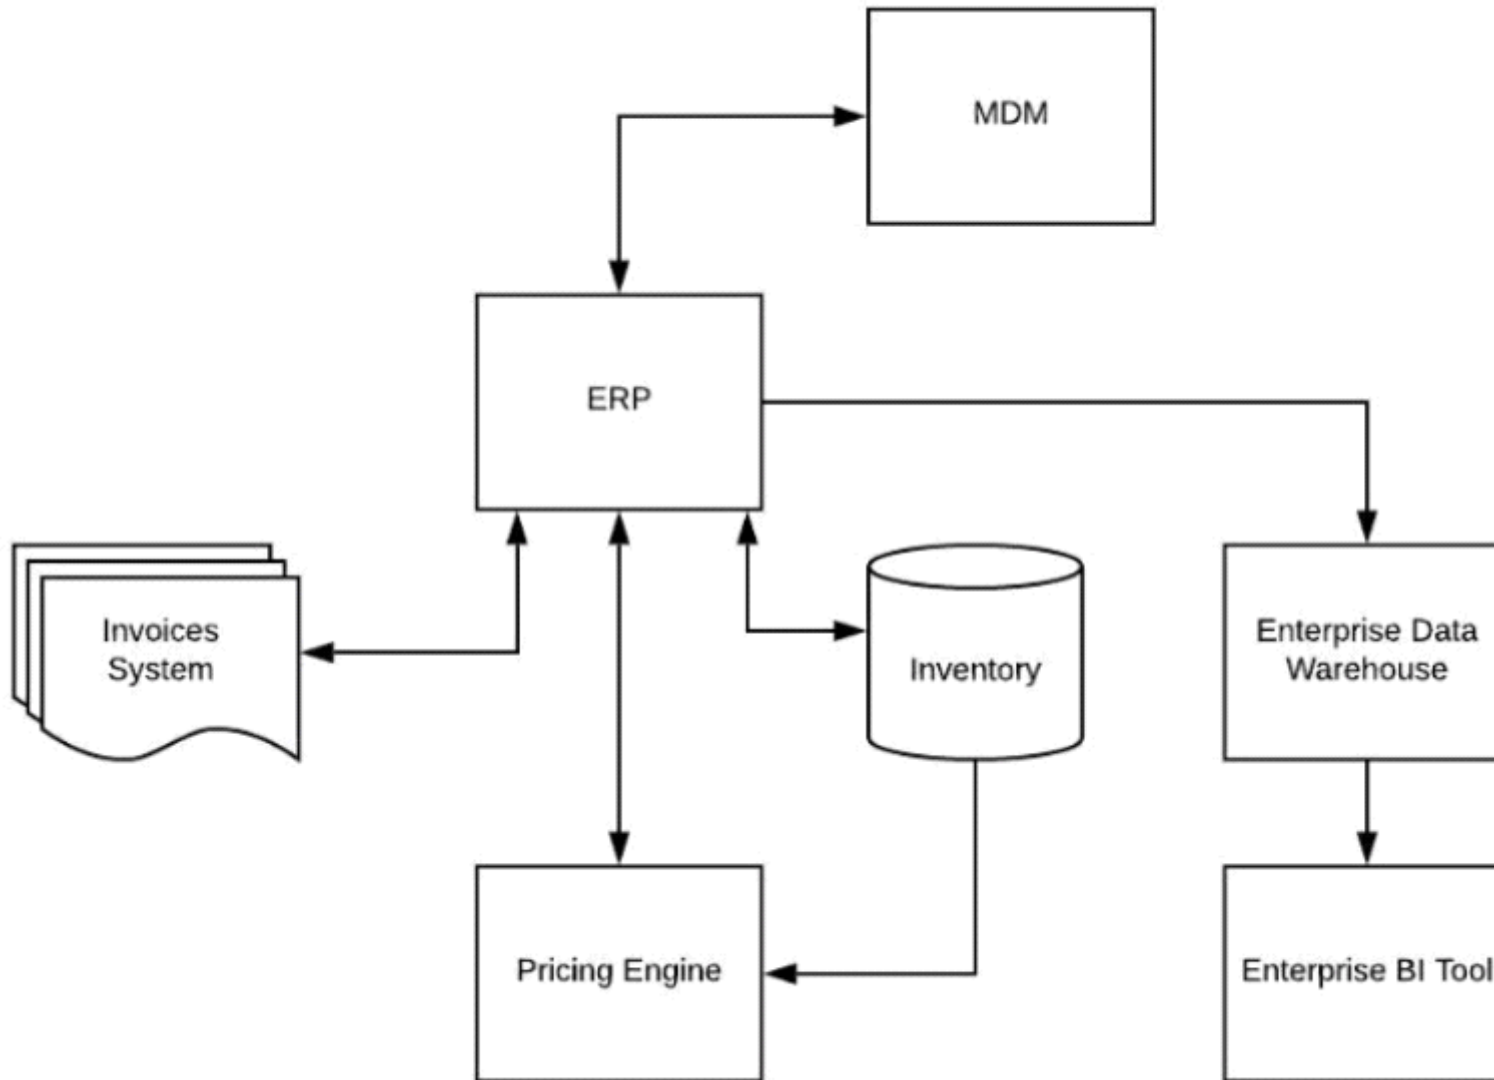 MDM
ERP
Invoices
System
Inventory
Enterprise Data
Warehouse
Pricing Engine
Enterprise BI Tool